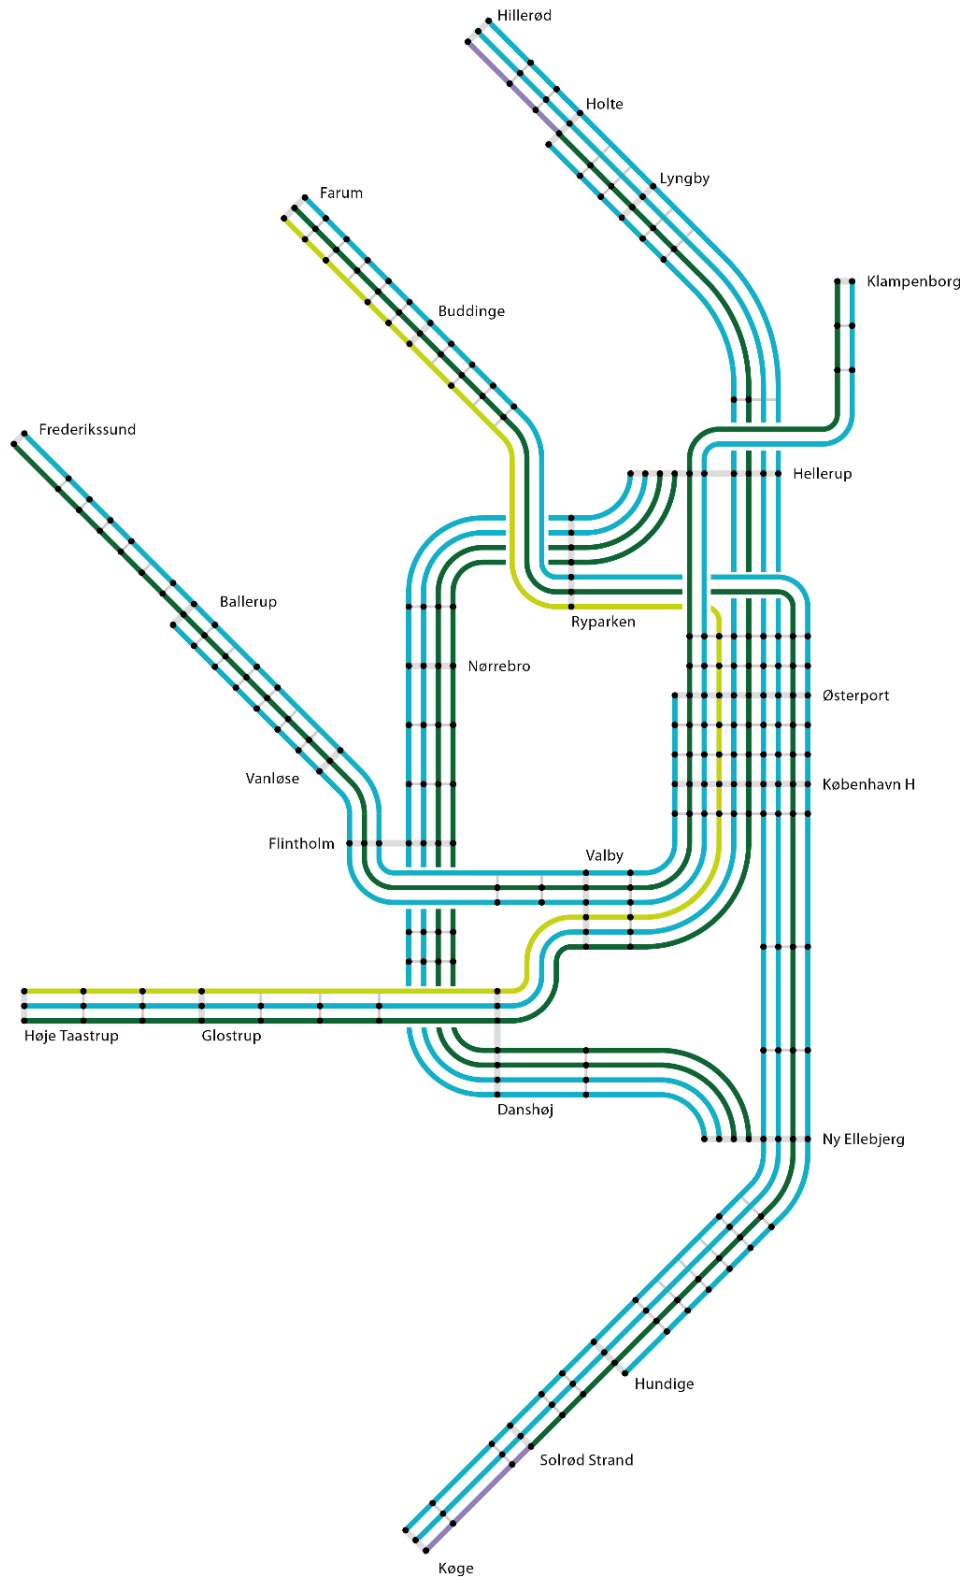 Hillerød
Holte
Lyngby
Farum
Klampenborg
Buddinge
Frederikssund
Hellerup
Ballerup
Ryparken
Nørrebro
Østerport
Vanløse
København H
Flintholm
Valby
Høje Taastrup
Glostrup
Danshøj
Ny Ellebjerg
Hundige
Solrød Strand
Køge